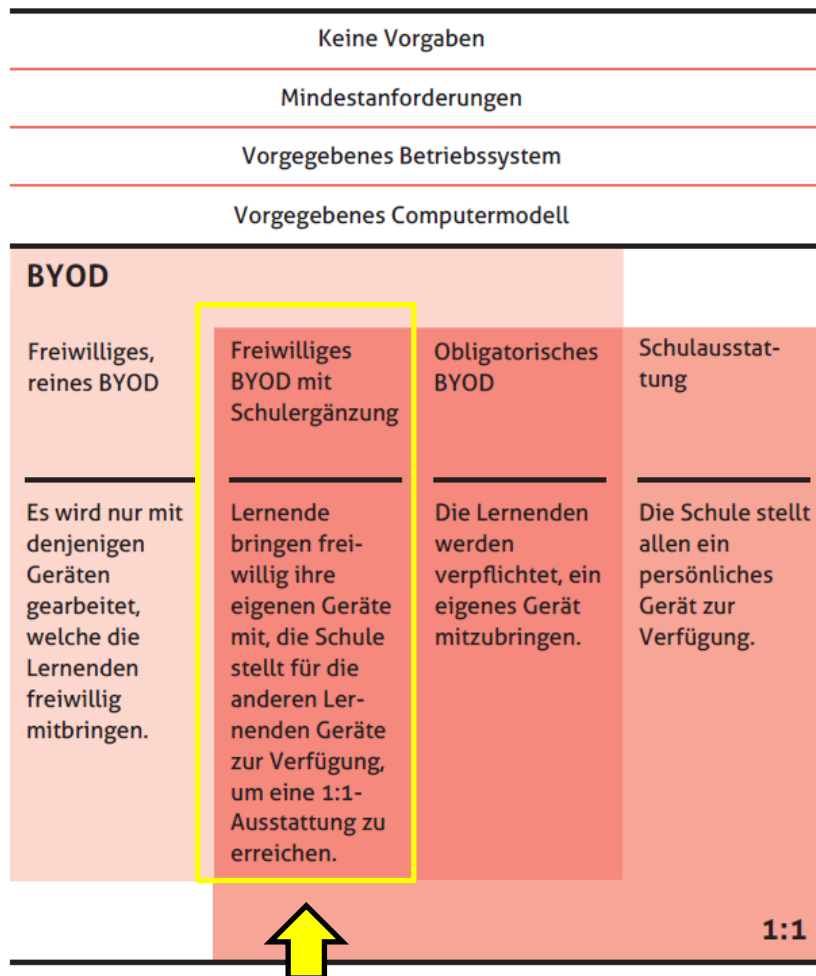 Keine Vorgaben
Mindestanforderungen
Vorgegebenes Betriebssystem
Vorgegebenes Computermodell
BYOD
Freiwilliges,
reines BYOD
Es wird nur mit
denjenigen
Geräten
gearbeitet,
welche die
Lernenden
freiwillig
mitbringen.
Freiwilliges
BYOD mit
Schulergänzung
Lernende
bringen frei-
willig ihre
eigenen Geräte
mit, die Schule
stellt für die
anderen Ler-
nenden Geräte
zur Verfügung,
um eine 1:1-
Ausstattung zu
erreichen.
Obligatorisches
BYOD
Die Lernenden
werden
verpflichtet, ein
eigenes Gerät
mitzubringen.
Schulausstat-
tung
Die Schule stellt
allen ein
persönliches
Gerät zur
Verfügung.
1:1